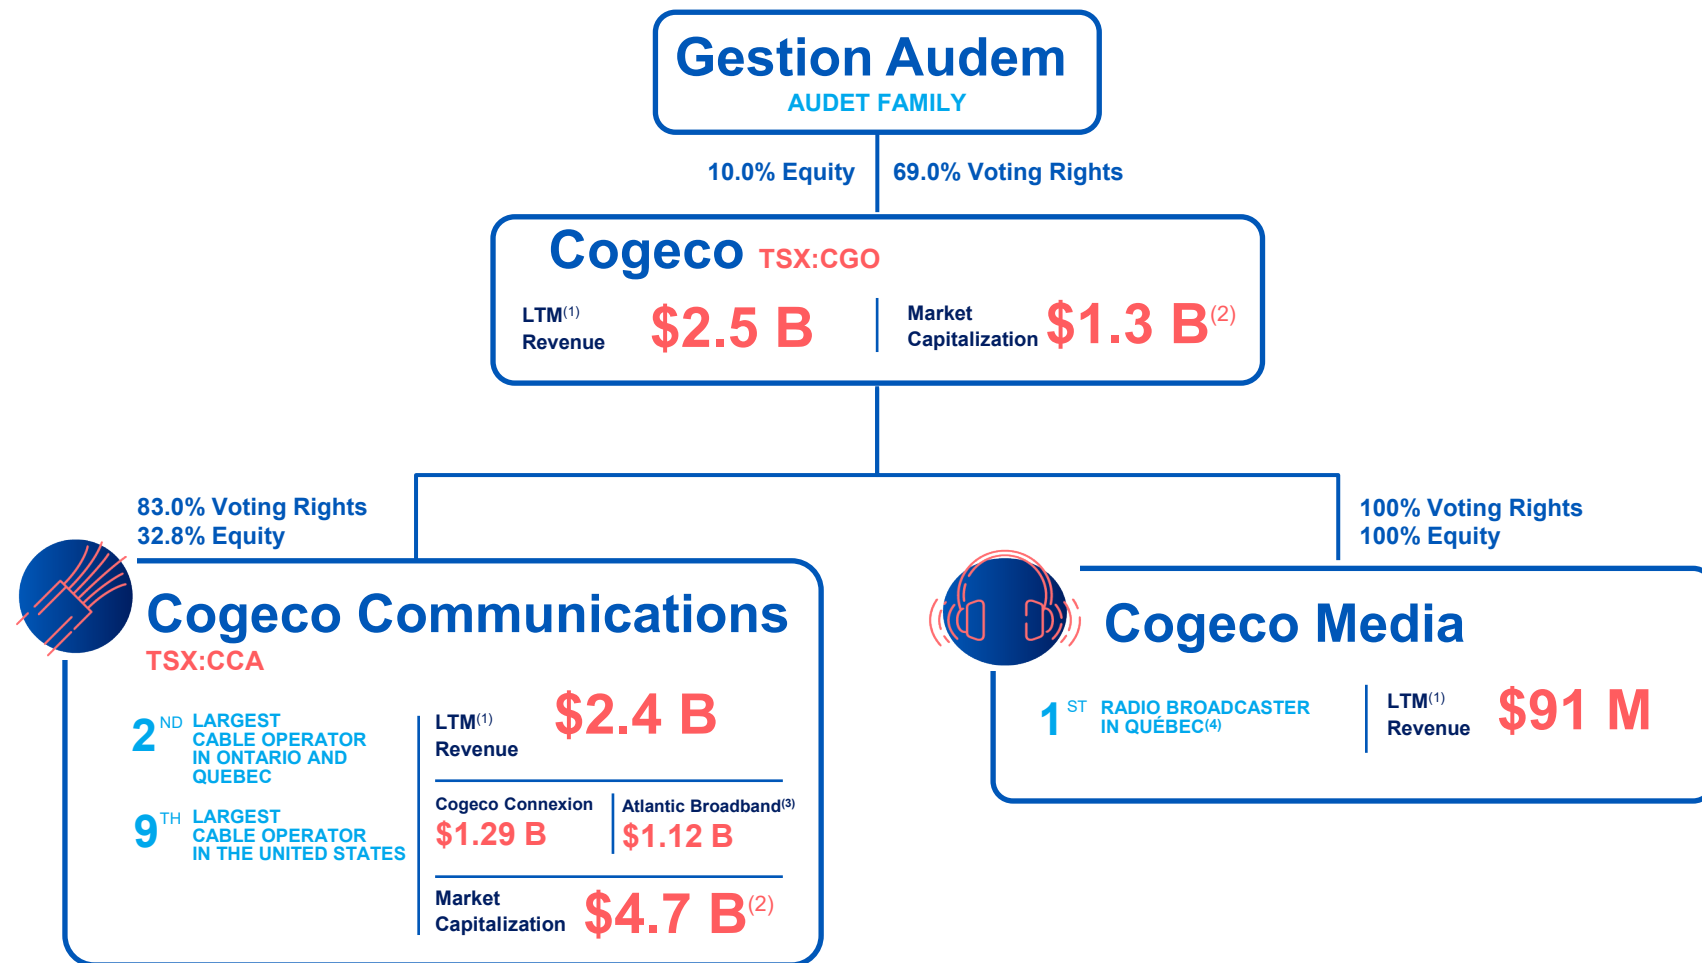 Gestion Audem
AUDET FAMILY
10.0% Equity
69.0% Voting Rights
Cogeco TSX:CGO
LTM(1)
Revenue
$2.5 B
Market
Capitalization
$1.3 B(2)
83.0% Voting Rights
32.8% Equity
100% Voting Rights
100% Equity
Cogeco Communications
TSX:CCA
2ND LARGEST
CABLE OPERATOR
IN ONTARIO AND
QUEBEC
9TH LARGEST
CABLE OPERATOR
IN THE UNITED STATES
LTM(1)
Revenue
$2.4 B
Cogeco Connexion
$1.29 B
Atlantic Broadband(3)
$1.12 B
Market
Capitalization
$4.7 B(2)
Cogeco Media
1ST RADIO BROADCASTER
IN QUÉBEC(4)
LTM(1)
Revenue
$91 M